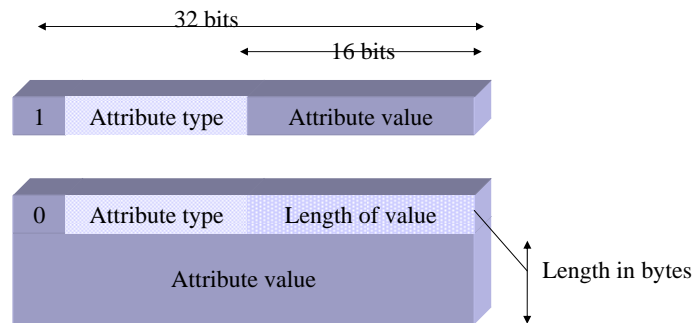 32 bits
16 bits
1 Attribute type Attribute value
0 Attribute type Length of value
Attribute value
Length in bytes